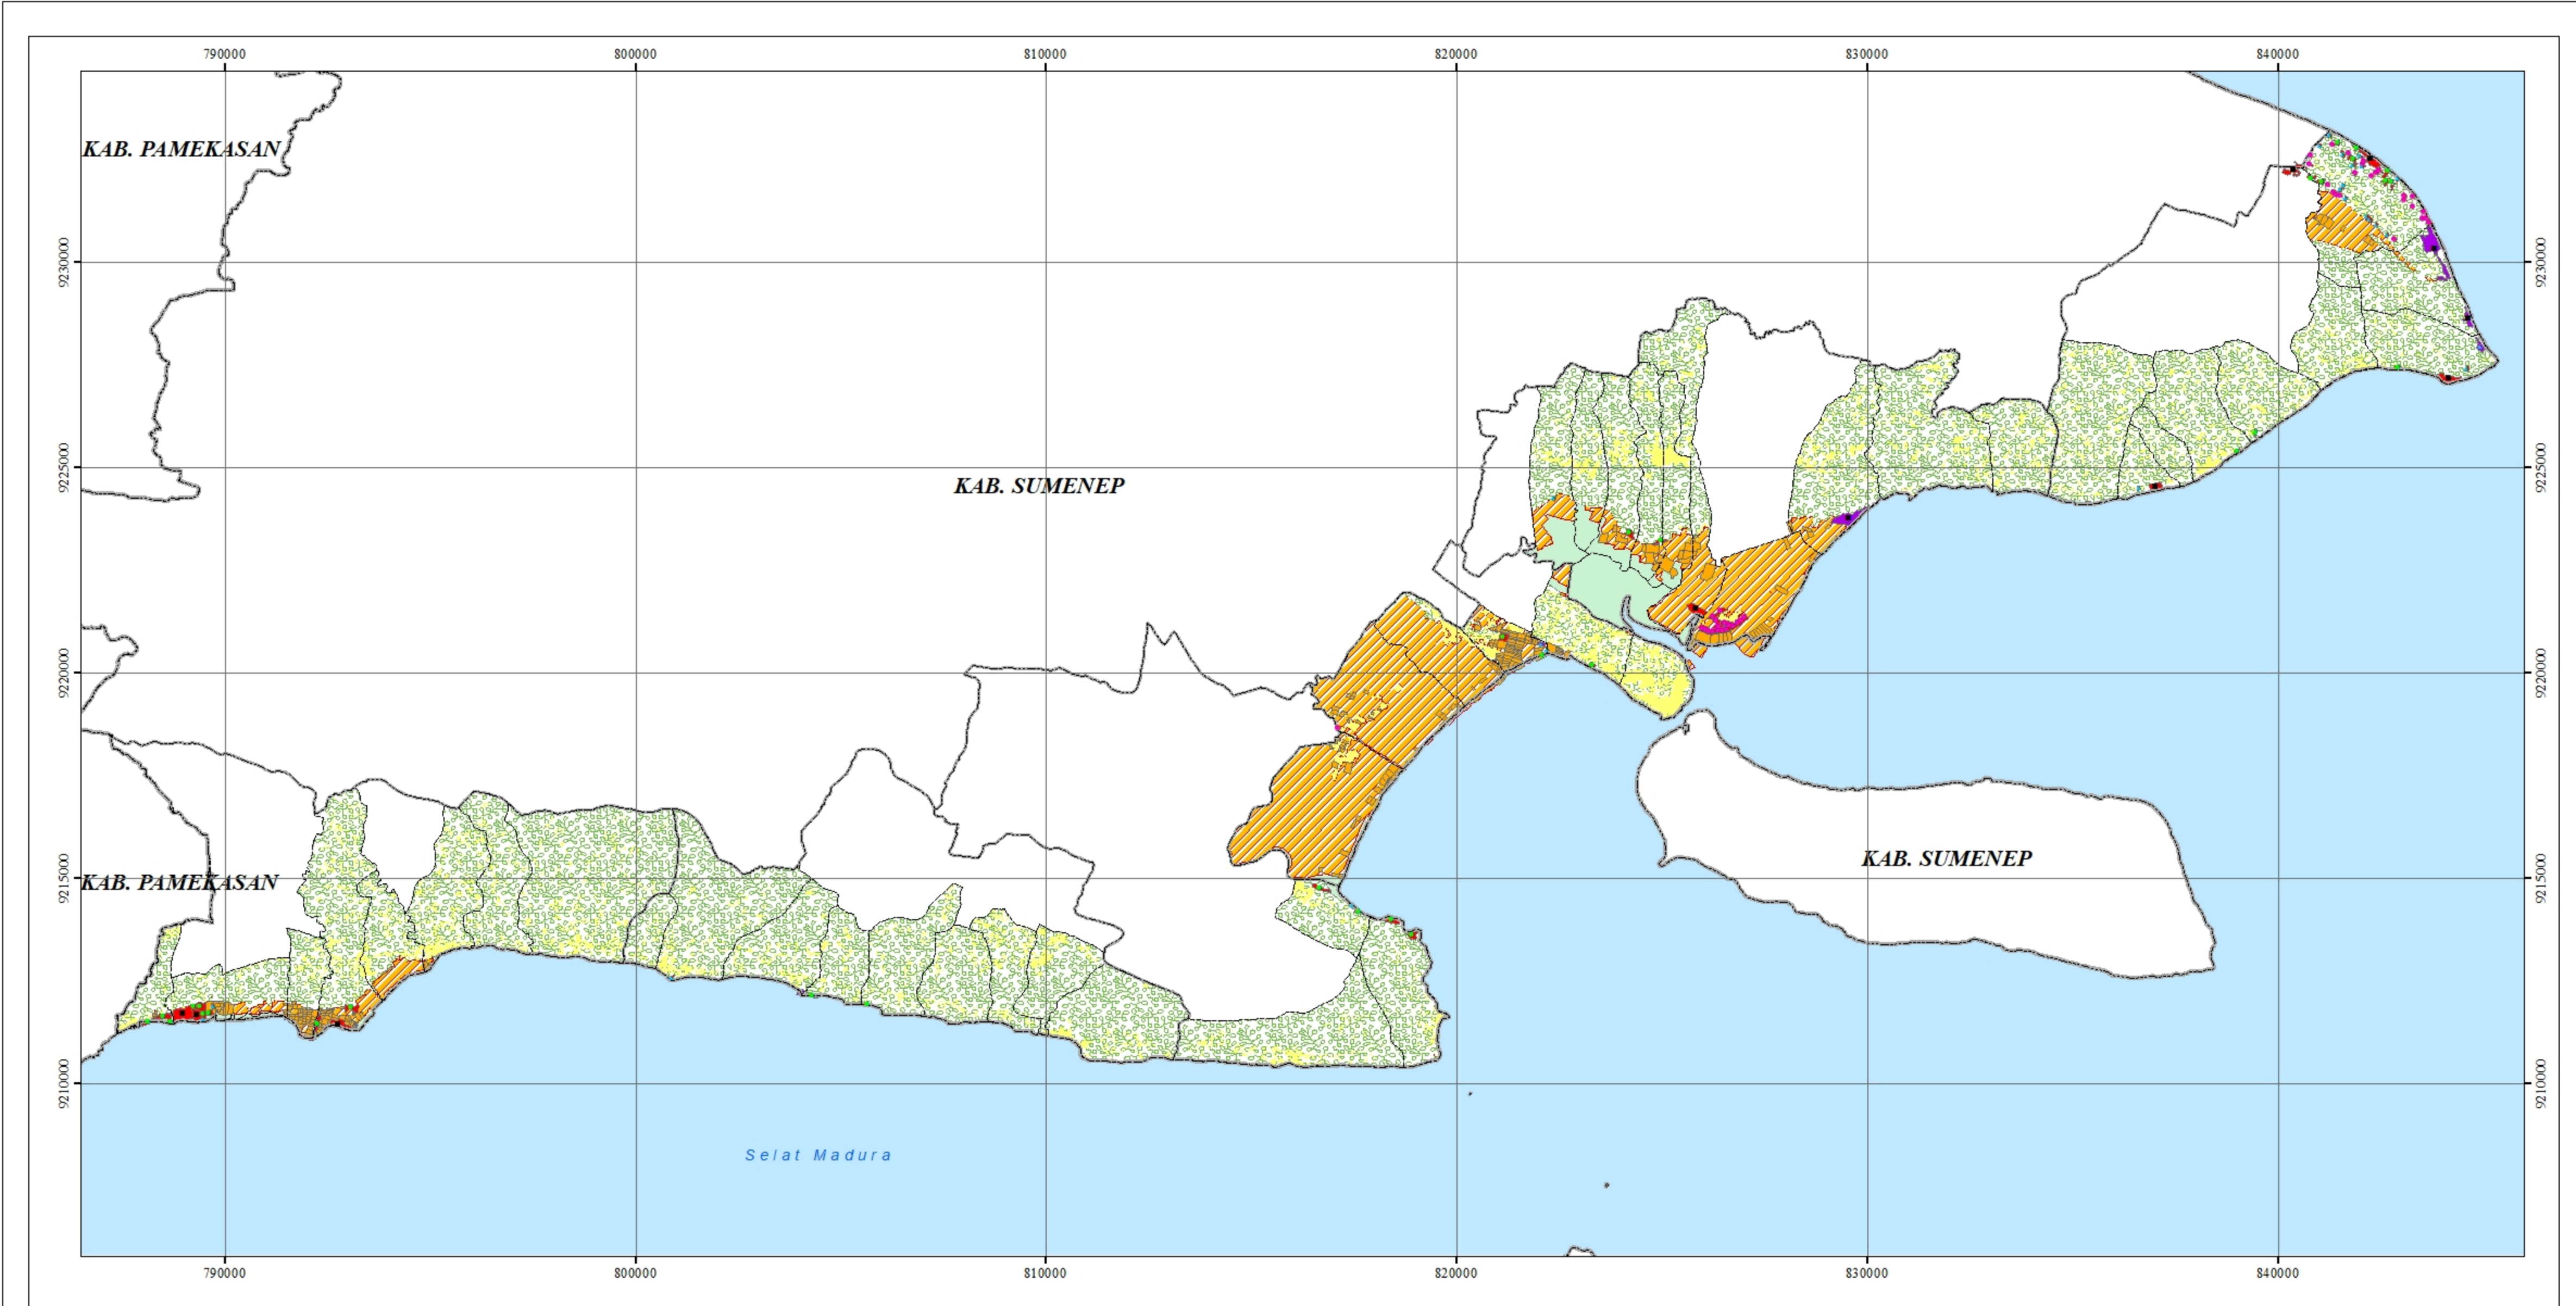 790000 800000 810000 820000 830000 840000
KAB. PAMEKASAN
9230000 9230000
9225000 9225000
KAB. SUMENEP
9220000 9220000
KAB. SUMENEP
KAB. PAMEKASAN
9215000 9215000
9210000 9210000
Selat Madura
790000 800000 810000 820000 830000 840000